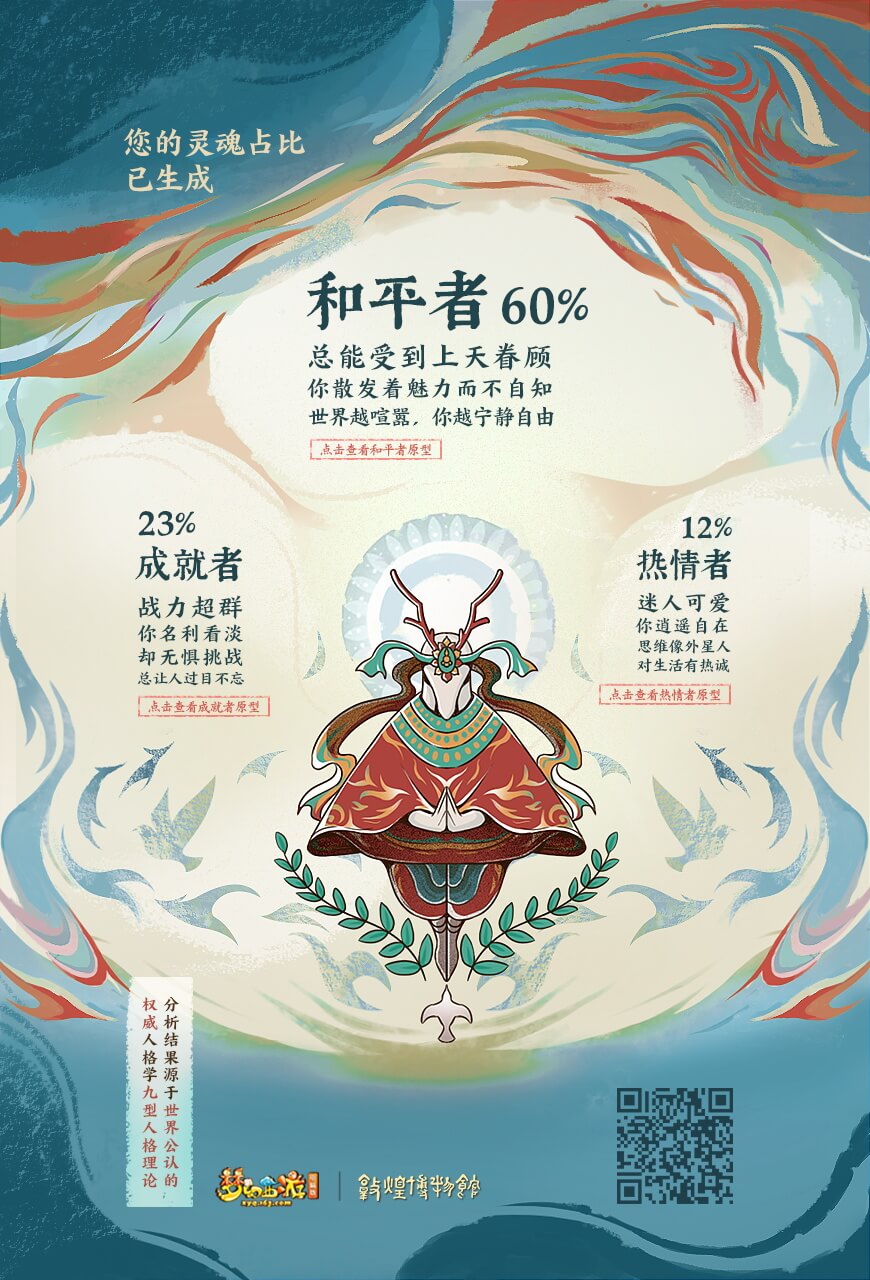 您的灵魂占比
已生成
和平者 60%
总能受到上天眷顾
你散发着魅力而不自知
世界越喧嚣，你越宁静自由
点击查看和平者原型
23%
成就者
战力超群
你名利看淡
却无惧挑战
总让人过目不忘
点击查看成就者原型
12%
热情者
迷人可爱
你逍遥自在
思维像外星人
对生活有热诚
点击查看热情者原型
分析结果源于世界公认的
权威人格学九型人格理论
梦幻西游
xyq.163.com
敦煌博物馆